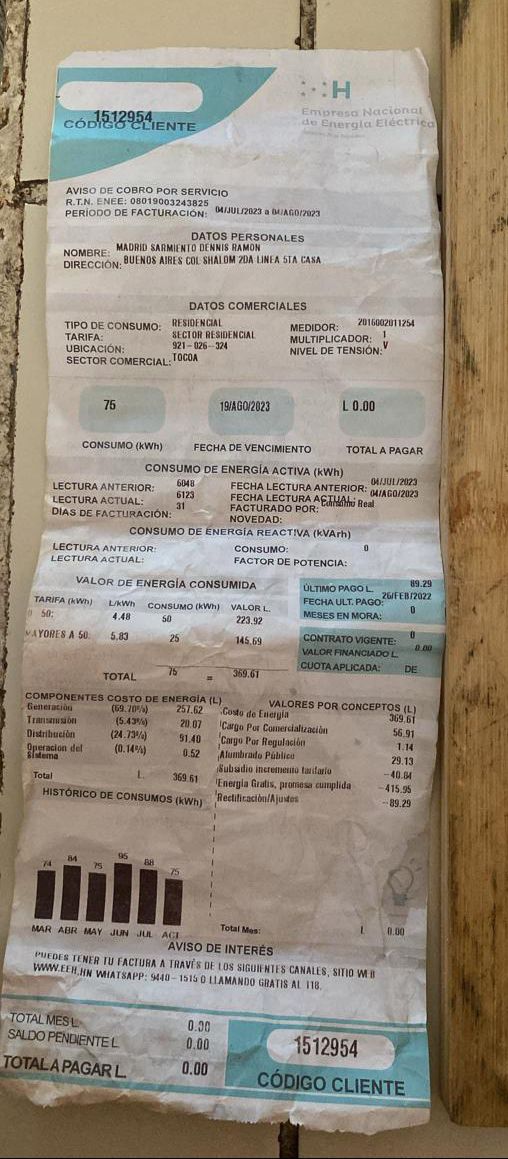 1512954
CÓDIGO CLIENTE
H
Empresa Nacional
de Energía Eléctrica
AVISO DE COBRO POR SERVICIO
R.T.N. ENEE: 08019003243825
PERÍODO DE FACTURACIÓN: 04/JUL/2023 a 04/AGO/2023
DATOS PERSONALES
NOMBRE: MADRID SARMIENTO DENNIS RAMON
DIRECCIÓN: BUENOS AIRES COL SHALOM 2DA LINEA 5TA CASA
DATOS COMERCIALES
TIPO DE CONSUMO: RESIDENCIAL
TARIFA: SECTOR RESIDENCIAL
UBICACIÓN: 921-026-324
SECTOR COMERCIAL: TOCOA
MEDIDOR: 2016002011254
MULTIPLICADOR: 1
NIVEL DE TENSIÓN: V
75
19/AGO/2023
L 0.00
CONSUMO (kWh)
FECHA DE VENCIMIENTO
TOTAL A PAGAR
CONSUMO DE ENERGÍA ACTIVA (kWh)
LECTURA ANTERIOR: 6048
LECTURA ACTUAL: 6123
DÍAS DE FACTURACIÓN: 31
FECHA LECTURA ANTERIOR: 04/JUL/2023
FECHA LECTURA ACTUAL: 04/AGO/2023
FACTURADO POR: Consumo Real
NOVEDAD:
CONSUMO DE ENERGÍA REACTIVA (kVArh)
LECTURA ANTERIOR:
LECTURA ACTUAL:
CONSUMO: 0
FACTOR DE POTENCIA:
VALOR DE ENERGÍA CONSUMIDA
TARIFA (kWh) L/kWh CONSUMO (kWh) VALOR L.
50: 4.48 50 223.92
MAYORES A 50: 5.83 25 145.69
TOTAL 75 = 369.61
ÚLTIMO PAGO L. 89.29
FECHA ULT. PAGO: 26/FEB/2022
MESES EN MORA: 0
CONTRATO VIGENTE: 0
VALOR FINANCIADO L. 0.00
CUOTA APLICADA: DE
COMPONENTES COSTO DE ENERGÍA (L)
Generación (69.70%) 257.62
Transmisión (5.43%) 20.07
Distribución (24.73%) 91.40
Operacion del Sistema (0.14%) 0.52
Total L. 369.61
VALORES POR CONCEPTOS (L)
Costo de Energía 369.61
Cargo Por Comercialización 56.91
Cargo Por Regulación 1.14
Alumbrado Público 29.13
Subsidio incremento tarifario -40.84
Energía Gratis, promesa cumplida -415.95
Rectificación/Ajustes -89.29
HISTÓRICO DE CONSUMOS (kWh)
74 84 75 95 88 75
MAR ABR MAY JUN JUL ACT
Total Mes: L 0.00
AVISO DE INTERÉS
PUEDES TENER TU FACTURA A TRAVÉS DE LOS SIGUIENTES CANALES, SITIO WEB
WWW.EEH.HN WHATSAPP: 9440-1515 O LLAMANDO GRATIS AL 118.
TOTAL MES L. 0.00
SALDO PENDIENTE L. 0.00
TOTAL A PAGAR L. 0.00
1512954
CÓDIGO CLIENTE